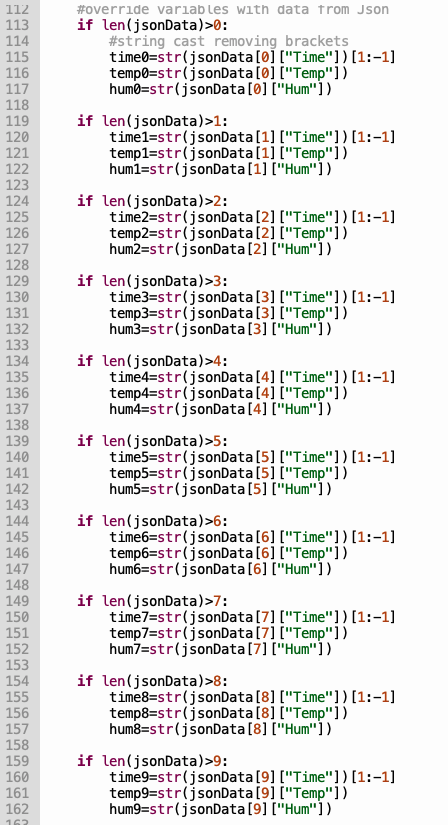 112 #override variables with data from Json
113 if len(jsonData)>0:
114 #string cast removing brackets
115 time0=str(jsonData[0]["Time"])[1:-1]
116 temp0=str(jsonData[0]["Temp"])
117 hum0=str(jsonData[0]["Hum"])
118
119 if len(jsonData)>1:
120 time1=str(jsonData[1]["Time"])[1:-1]
121 temp1=str(jsonData[1]["Temp"])
122 hum1=str(jsonData[1]["Hum"])
123
124 if len(jsonData)>2:
125 time2=str(jsonData[2]["Time"])[1:-1]
126 temp2=str(jsonData[2]["Temp"])
127 hum2=str(jsonData[2]["Hum"])
128
129 if len(jsonData)>3:
130 time3=str(jsonData[3]["Time"])[1:-1]
131 temp3=str(jsonData[3]["Temp"])
132 hum3=str(jsonData[3]["Hum"])
133
134 if len(jsonData)>4:
135 time4=str(jsonData[4]["Time"])[1:-1]
136 temp4=str(jsonData[4]["Temp"])
137 hum4=str(jsonData[4]["Hum"])
138
139 if len(jsonData)>5:
140 time5=str(jsonData[5]["Time"])[1:-1]
141 temp5=str(jsonData[5]["Temp"])
142 hum5=str(jsonData[5]["Hum"])
143
144 if len(jsonData)>6:
145 time6=str(jsonData[6]["Time"])[1:-1]
146 temp6=str(jsonData[6]["Temp"])
147 hum6=str(jsonData[6]["Hum"])
148
149 if len(jsonData)>7:
150 time7=str(jsonData[7]["Time"])[1:-1]
151 temp7=str(jsonData[7]["Temp"])
152 hum7=str(jsonData[7]["Hum"])
153
154 if len(jsonData)>8:
155 time8=str(jsonData[8]["Time"])[1:-1]
156 temp8=str(jsonData[8]["Temp"])
157 hum8=str(jsonData[8]["Hum"])
158
159 if len(jsonData)>9:
160 time9=str(jsonData[9]["Time"])[1:-1]
161 temp9=str(jsonData[9]["Temp"])
162 hum9=str(jsonData[9]["Hum"])
163